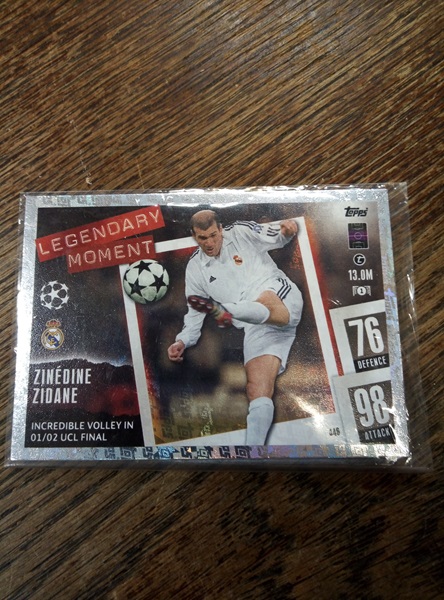 LEGENDARY
MOMENT
Topps
13.0M
76
DEFENCE
98
ATTACK
ZINÉDINE
ZIDANE
INCREDIBLE VOLLEY IN
01/02 UCL FINAL